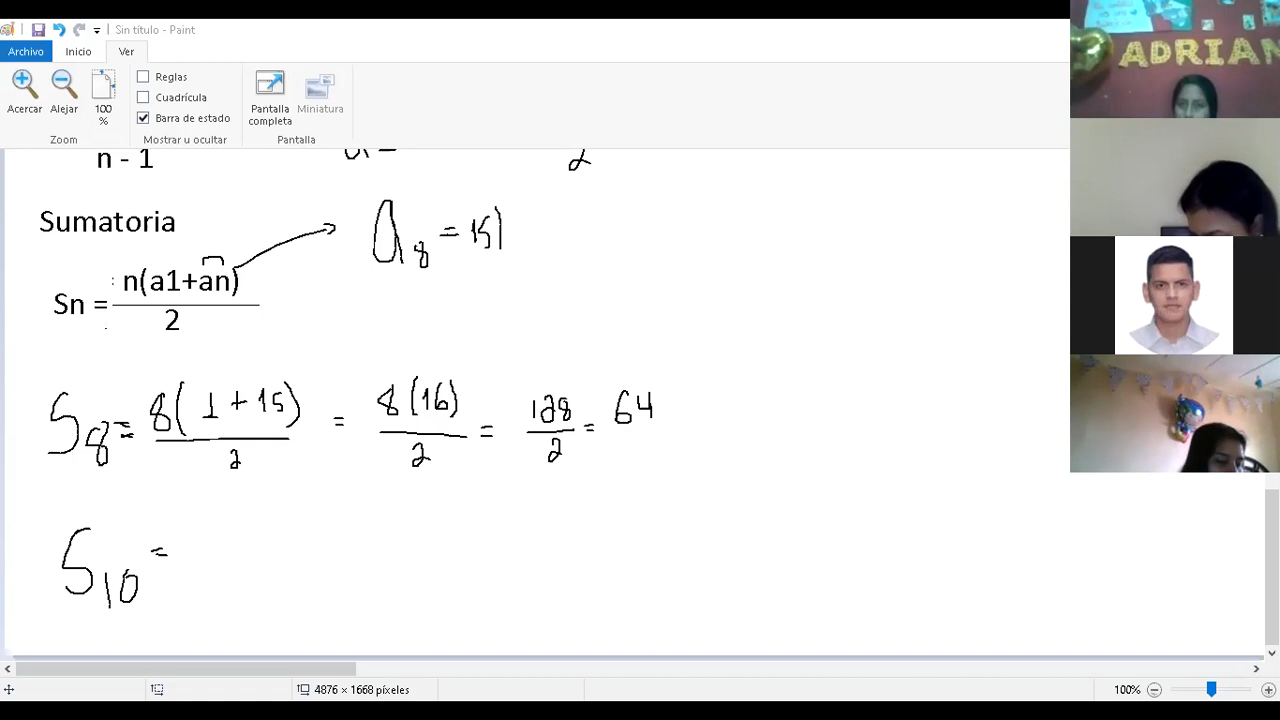 Sin título - Paint
Archivo Inicio Ver
Acercar Alejar 100 % Reglas Cuadrícula Barra de estado Pantalla completa Miniatura
Zoom Mostrar u ocultar Pantalla
n - 1
2
Sumatoria
a8 = 15
n(a1+an)
Sn =
2
S8 = 8(1+15) = 8(16) = 128 = 64
2 2 2
S10 =
4876 × 1668 píxeles 100%
ADRIAN